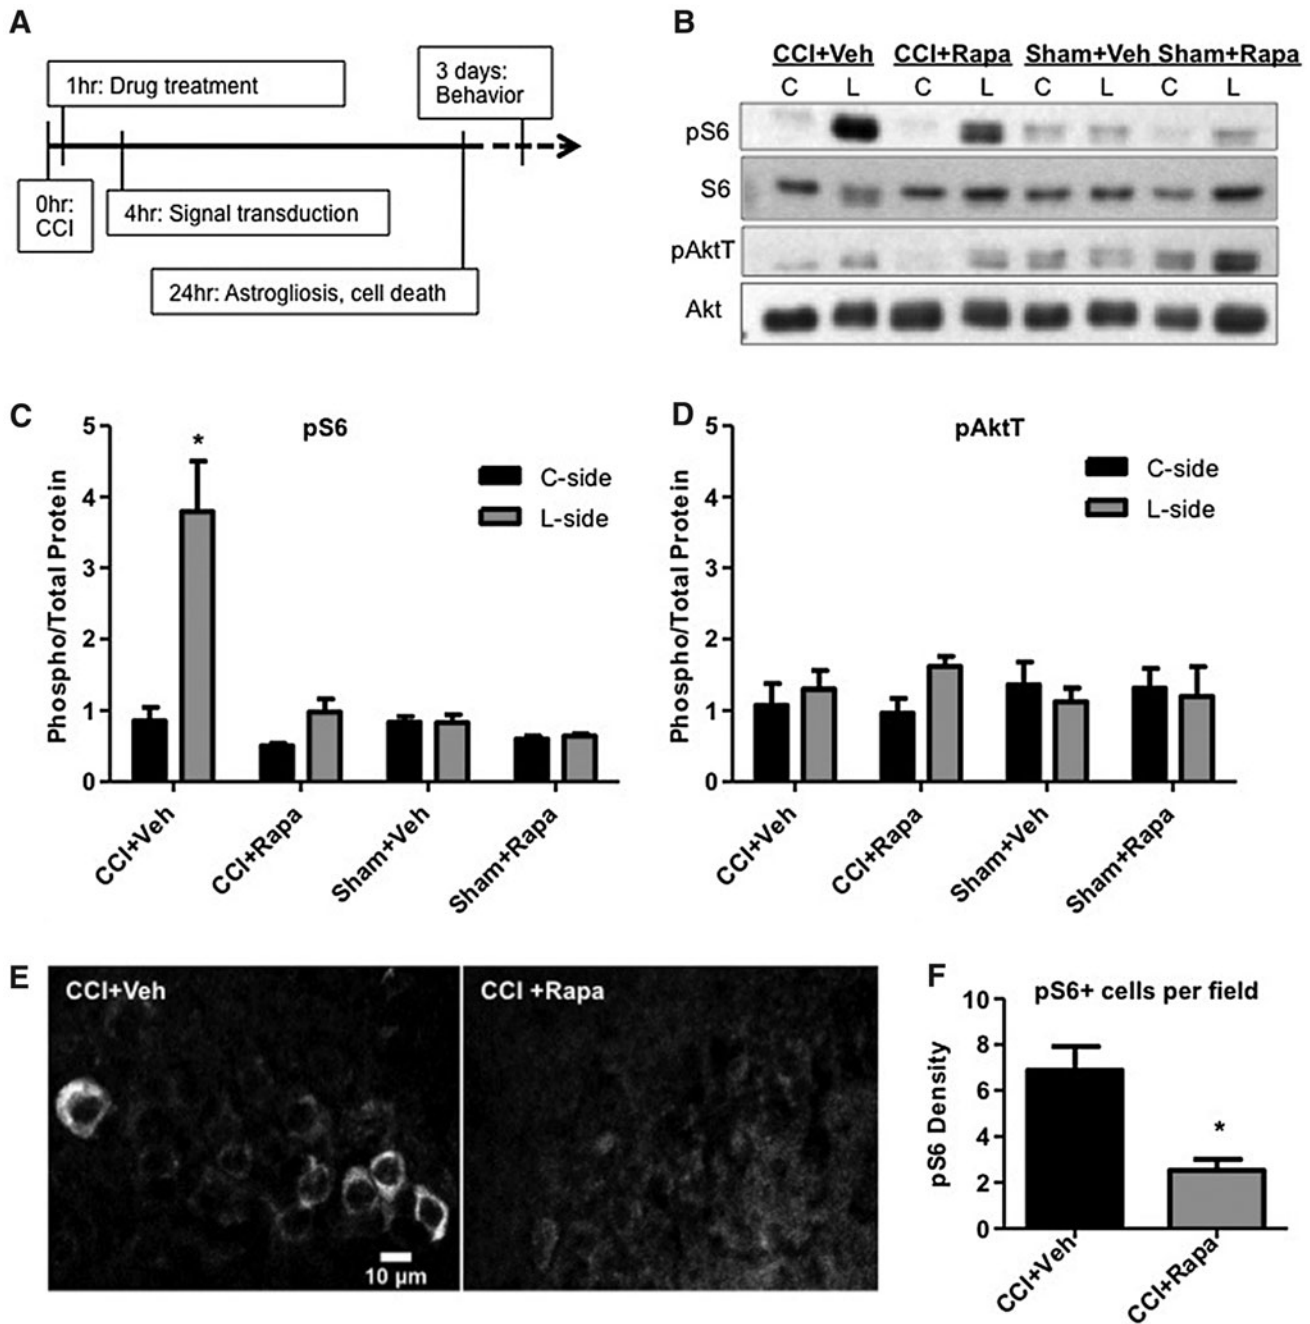 A
1hr: Drug treatment
3 days:
Behavior
0hr:
CCI
4hr: Signal transduction
24hr: Astrogliosis, cell death
B
CCI+Veh CCI+Rapa Sham+Veh Sham+Rapa
C L C L C L C L
pS6
S6
pAktT
Akt
C
pS6
Phospho/Total Protein
5
4
3
2
1
0
*
C-side
L-side
CCI+Veh
CCI+Rapa
Sham+Veh
Sham+Rapa
D
pAktT
Phospho/Total Protein
5
4
3
2
1
0
C-side
L-side
CCI+Veh
CCI+Rapa
Sham+Veh
Sham+Rapa
E
CCI+Veh
10 µm
CCI +Rapa
F
pS6+ cells per field
pS6 Density
10
8
6
4
2
0
*
CCI+Veh
CCI+Rapa